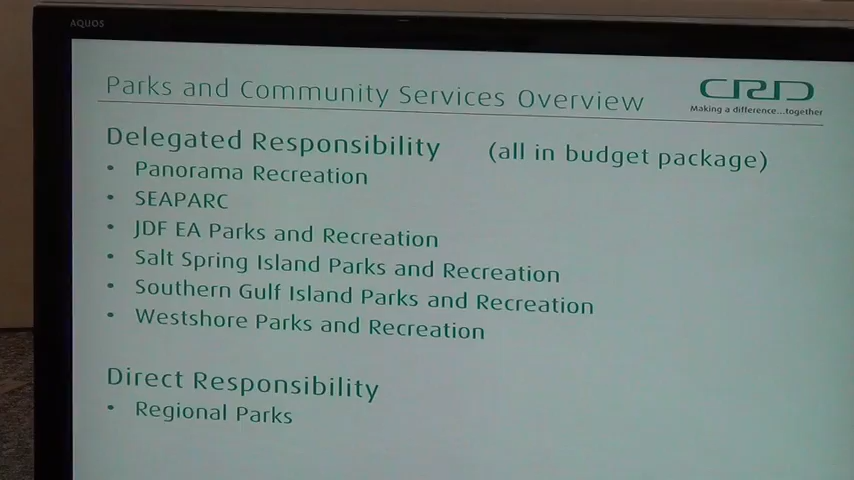 AQUOS
Parks and Community Services Overview
CRD
Making a difference...together
Delegated Responsibility (all in budget package)
• Panorama Recreation
• SEAPARC
• JDF EA Parks and Recreation
• Salt Spring Island Parks and Recreation
• Southern Gulf Island Parks and Recreation
• Westshore Parks and Recreation
Direct Responsibility
• Regional Parks